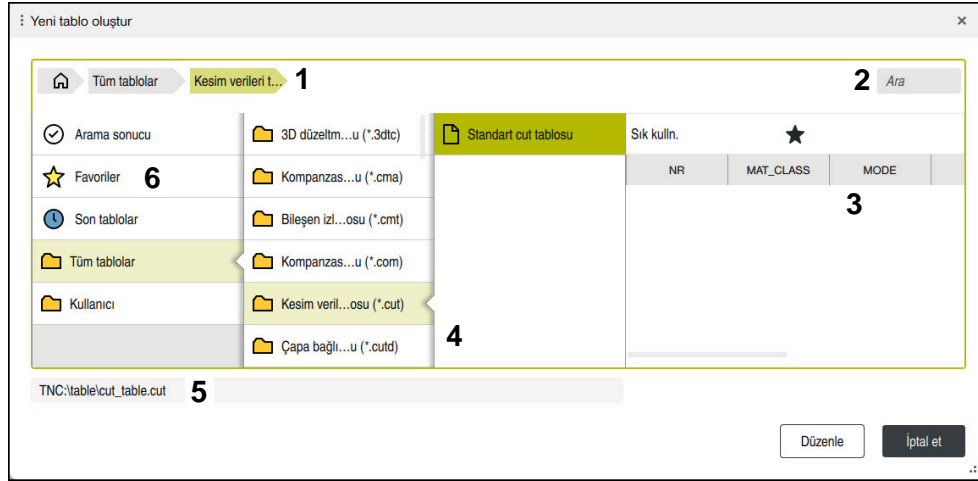 Yeni tablo oluştur
Tüm tablolar Kesim verileri t... 1 2 Ara
Arama sonucu 3D düzeltm...u (*.3dtc) Standart cut tablosu Sık kulln.
Favoriler 6 Kompanzas...u (*.cma) NR MAT_CLASS MODE
3
Son tablolar Bileşen izl...osu (*.cmt)
Tüm tablolar Kompanzas...u (*.com)
Kullanıcı Kesim veril...osu (*.cut)
4
Çapa bağlı...u (*.cutd)
TNC:\table\cut_table.cut 5
Düzenle İptal et